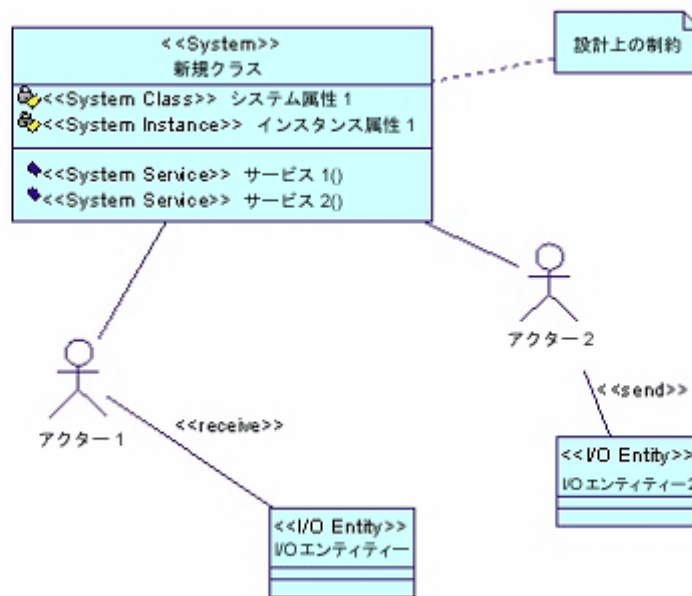 <<System>>
新規クラス
設計上の制約
<<System Class>> システム属性 1
<<System Instance>> インスタンス属性 1
<<System Service>> サービス 1()
<<System Service>> サービス 2()
アクター 2
アクター 1
<<send>>
<<receive>>
<<I/O Entity>>
I/O エンティティー 2
<<I/O Entity>>
I/O エンティティー